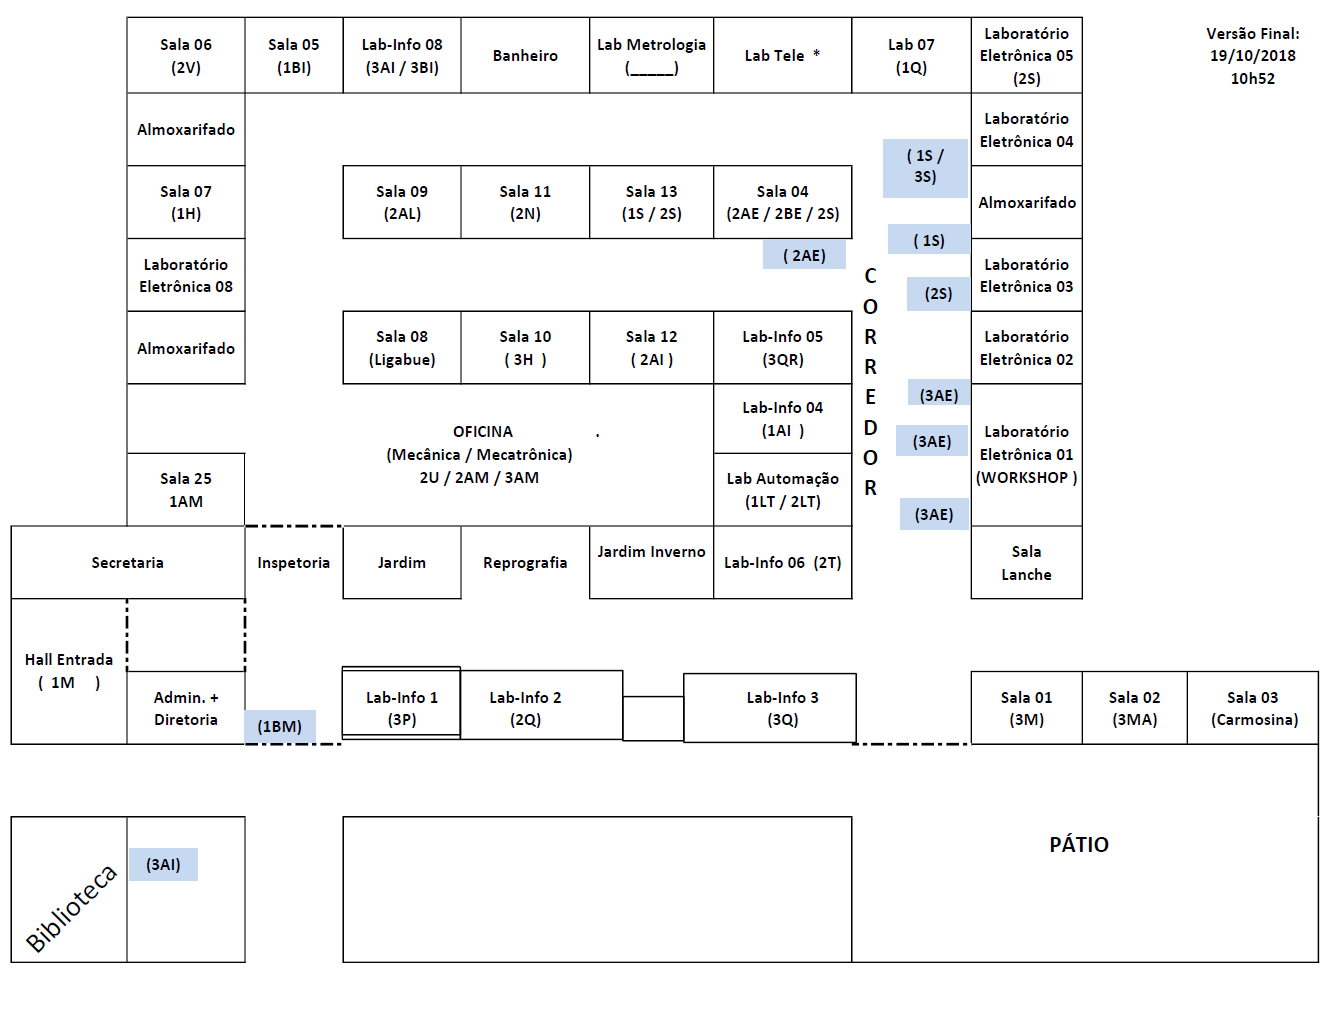 Sala 06
(2V)
Sala 05
(1BI)
Lab-Info 08
(3AI / 3BI)
Banheiro
Lab Metrologia
(_____)
Lab Tele *
Lab 07
(1Q)
Laboratório
Eletrônica 05
(2S)
Versão Final:
19/10/2018
10h52
Almoxarifado
Laboratório
Eletrônica 04
( 1S /
3S)
Sala 07
(1H)
Sala 09
(2AL)
Sala 11
(2N)
Sala 13
(1S / 2S)
Sala 04
(2AE / 2BE / 2S)
Almoxarifado
( 1S)
( 2AE)
Laboratório
Eletrônica 08
CORREDOR
(2S)
Laboratório
Eletrônica 03
Almoxarifado
Sala 08
(Ligabue)
Sala 10
( 3H )
Sala 12
( 2AI )
Lab-Info 05
(3QR)
Laboratório
Eletrônica 02
(3AE)
OFICINA .
(Mecânica / Mecatrônica)
2U / 2AM / 3AM
Lab-Info 04
(1AI )
(3AE)
Laboratório
Eletrônica 01
(WORKSHOP )
Sala 25
1AM
Lab Automação
(1LT / 2LT)
(3AE)
Secretaria
Inspetoria
Jardim
Reprografia
Jardim Inverno
Lab-Info 06 (2T)
Sala
Lanche
Hall Entrada
( 1M )
Admin. +
Diretoria
(1BM)
Lab-Info 1
(3P)
Lab-Info 2
(2Q)
Lab-Info 3
(3Q)
Sala 01
(3M)
Sala 02
(3MA)
Sala 03
(Carmosina)
Biblioteca
(3AI)
PÁTIO